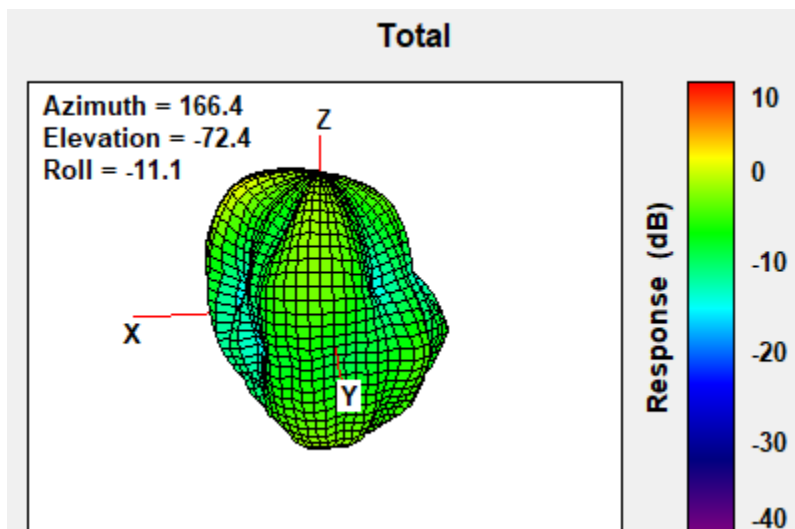 Total
Azimuth = 166.4
Elevation = -72.4
Roll = -11.1
Z
X
Y
Response (dB)
10
0
-10
-20
-30
-40